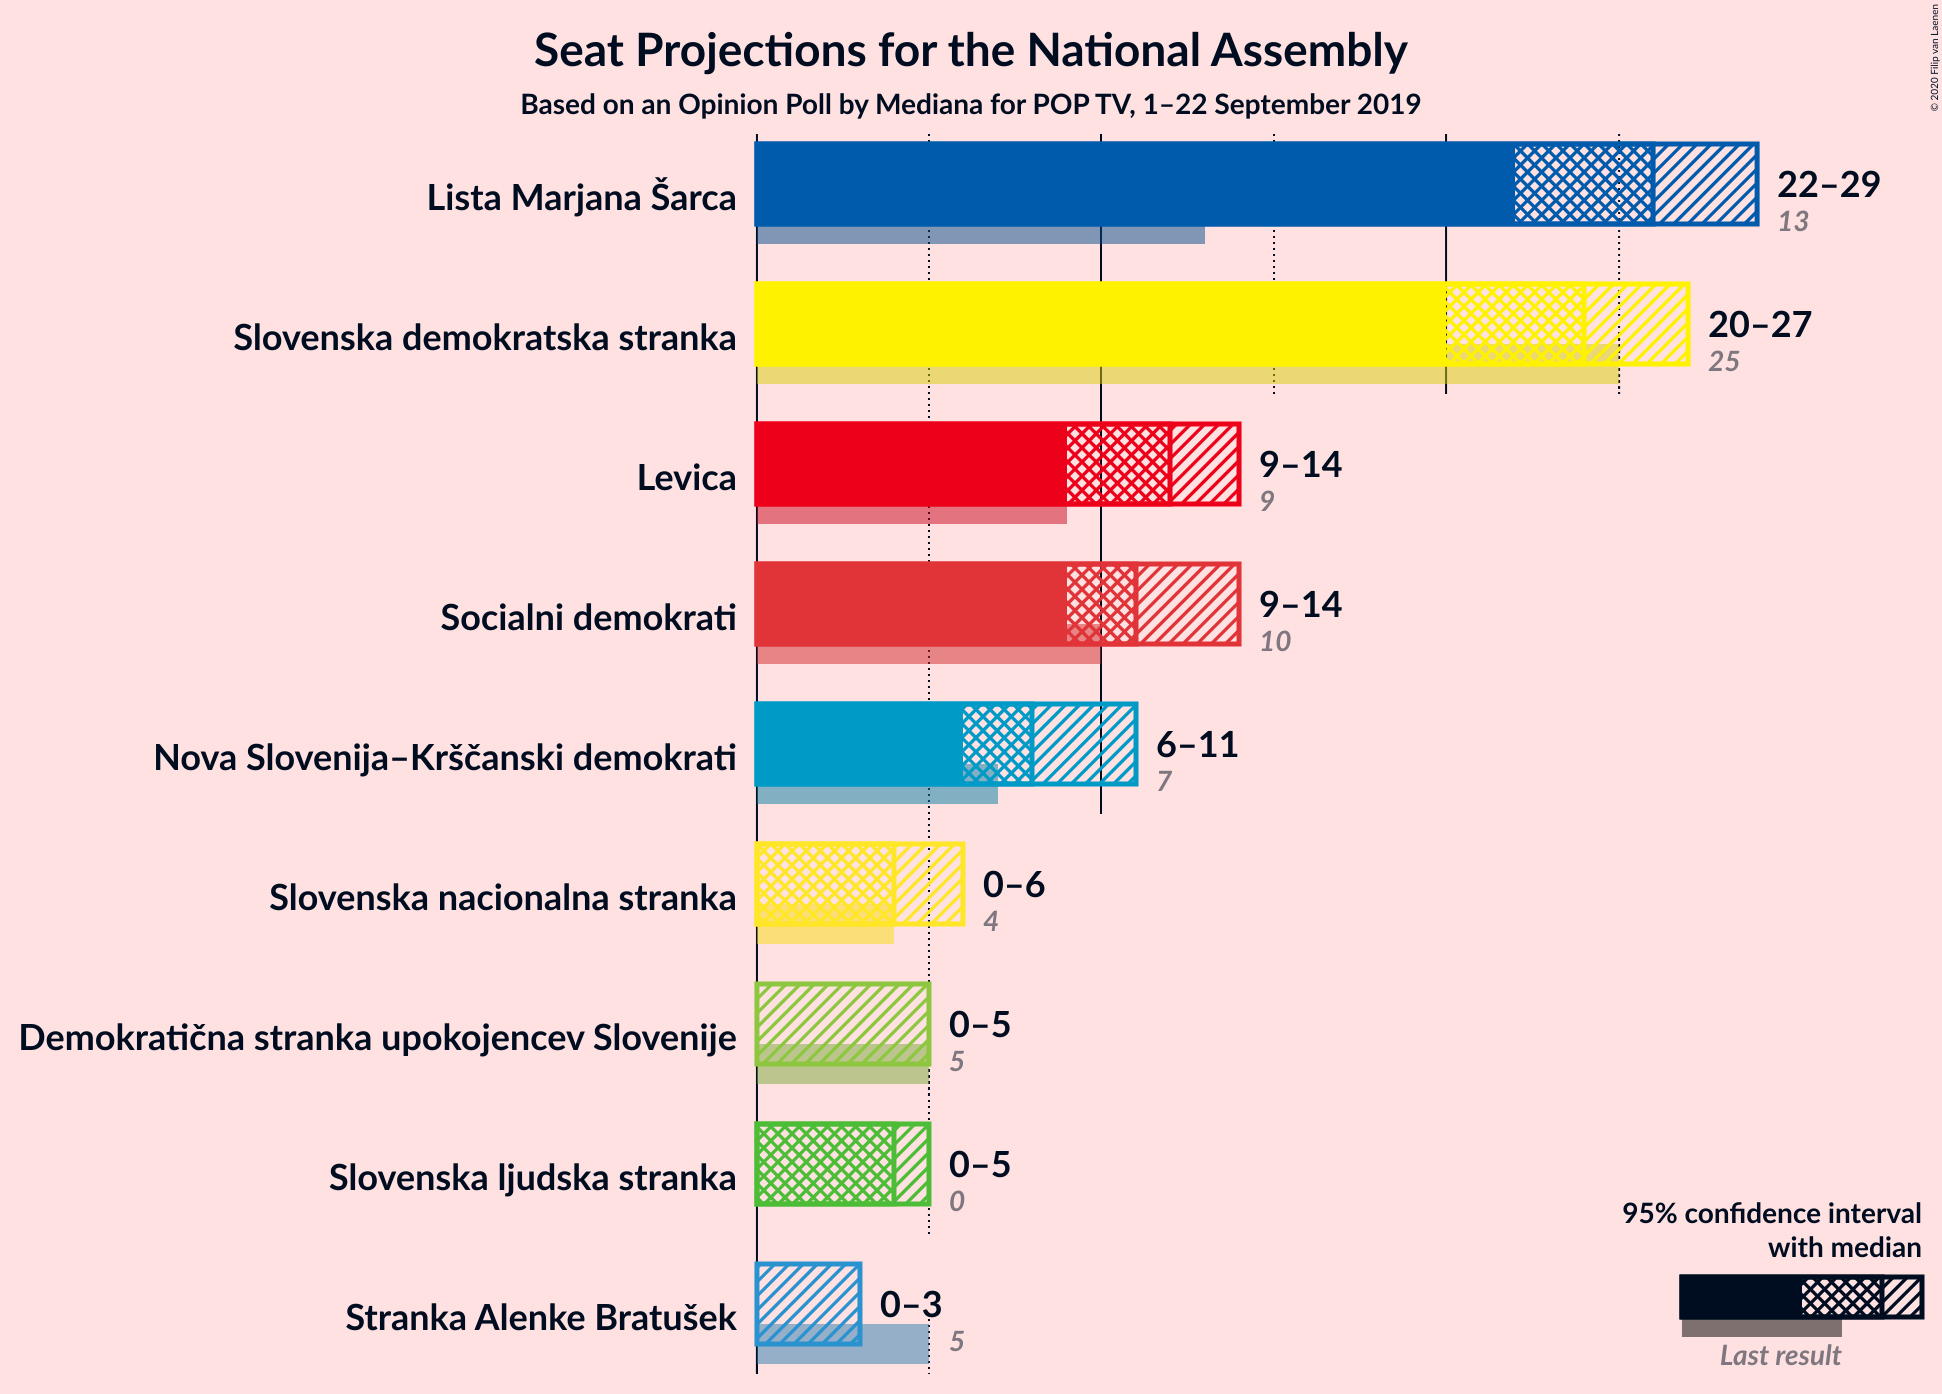 Seat Projections for the National Assembly
Based on an Opinion Poll by Mediana for POP TV, 1–22 September 2019
© 2020 Filip van Laenen
Lista Marjana Šarca
22–29
13
Slovenska demokratska stranka
20–27
25
Levica
9–14
9
Socialni demokrati
9–14
10
Nova Slovenija–Krščanski demokrati
6–11
7
Slovenska nacionalna stranka
0–6
4
Demokratična stranka upokojencev Slovenije
0–5
5
Slovenska ljudska stranka
0–5
0
Stranka Alenke Bratušek
0–3
5
95% confidence interval
with median
Last result